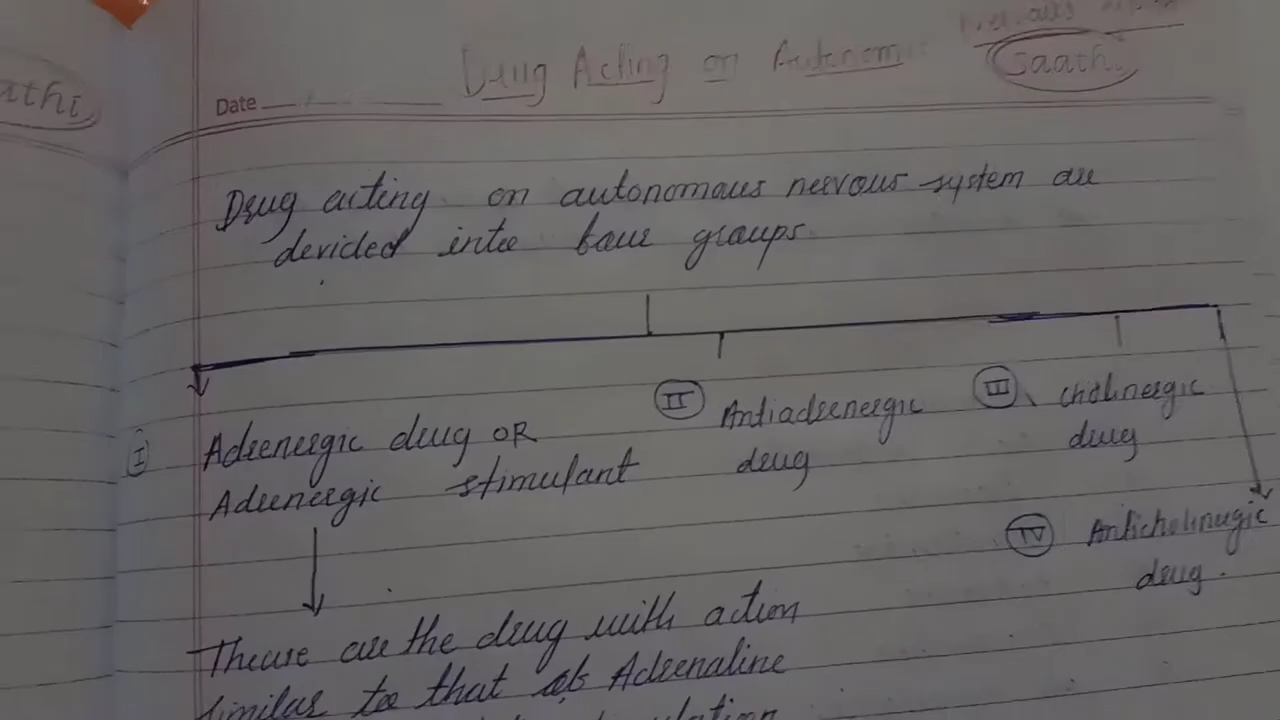 athi
Drug Acting on Autonom
Saathi
Date
Drug acting on autonomous nervous system are
devided into four groups.
I Adrenergic drug OR
Adrenergic stimulant
II Antiadrenergic
drug
III cholinergic
drug
IV Anticholinergic
drug.
These are the drug with action
similar to that of Adrenaline